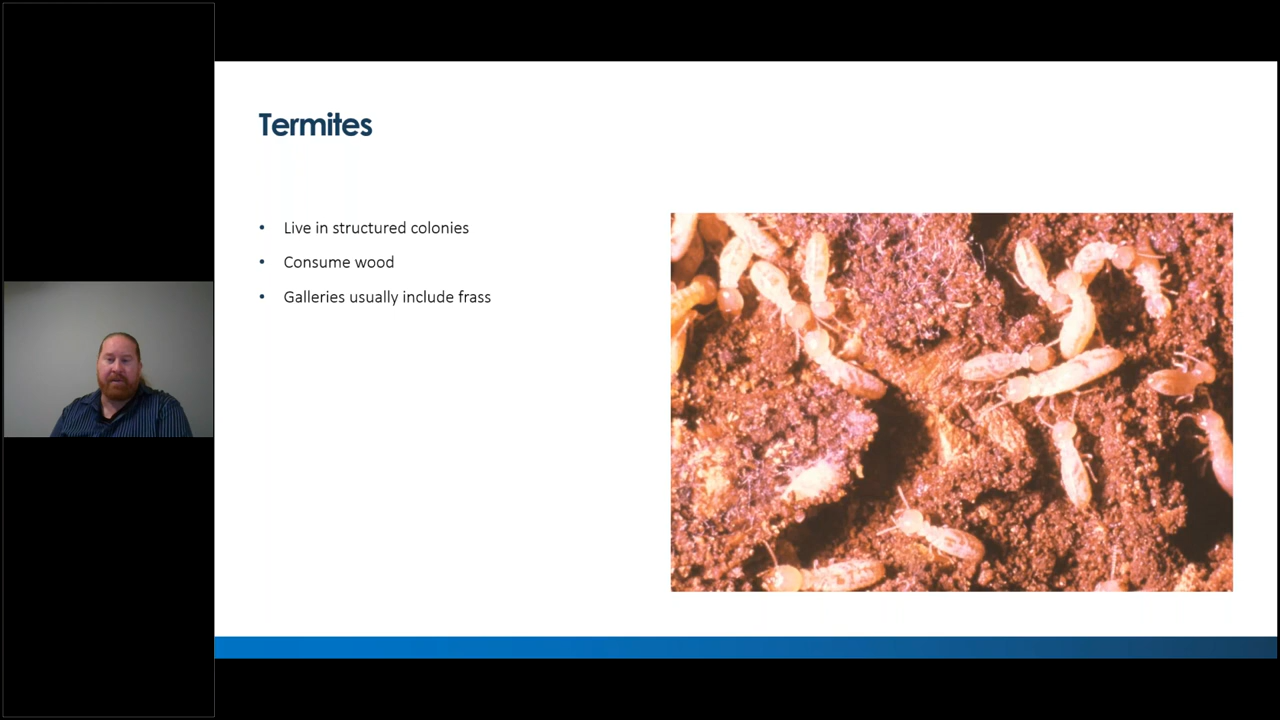 Termites
• Live in structured colonies
• Consume wood
• Galleries usually include frass